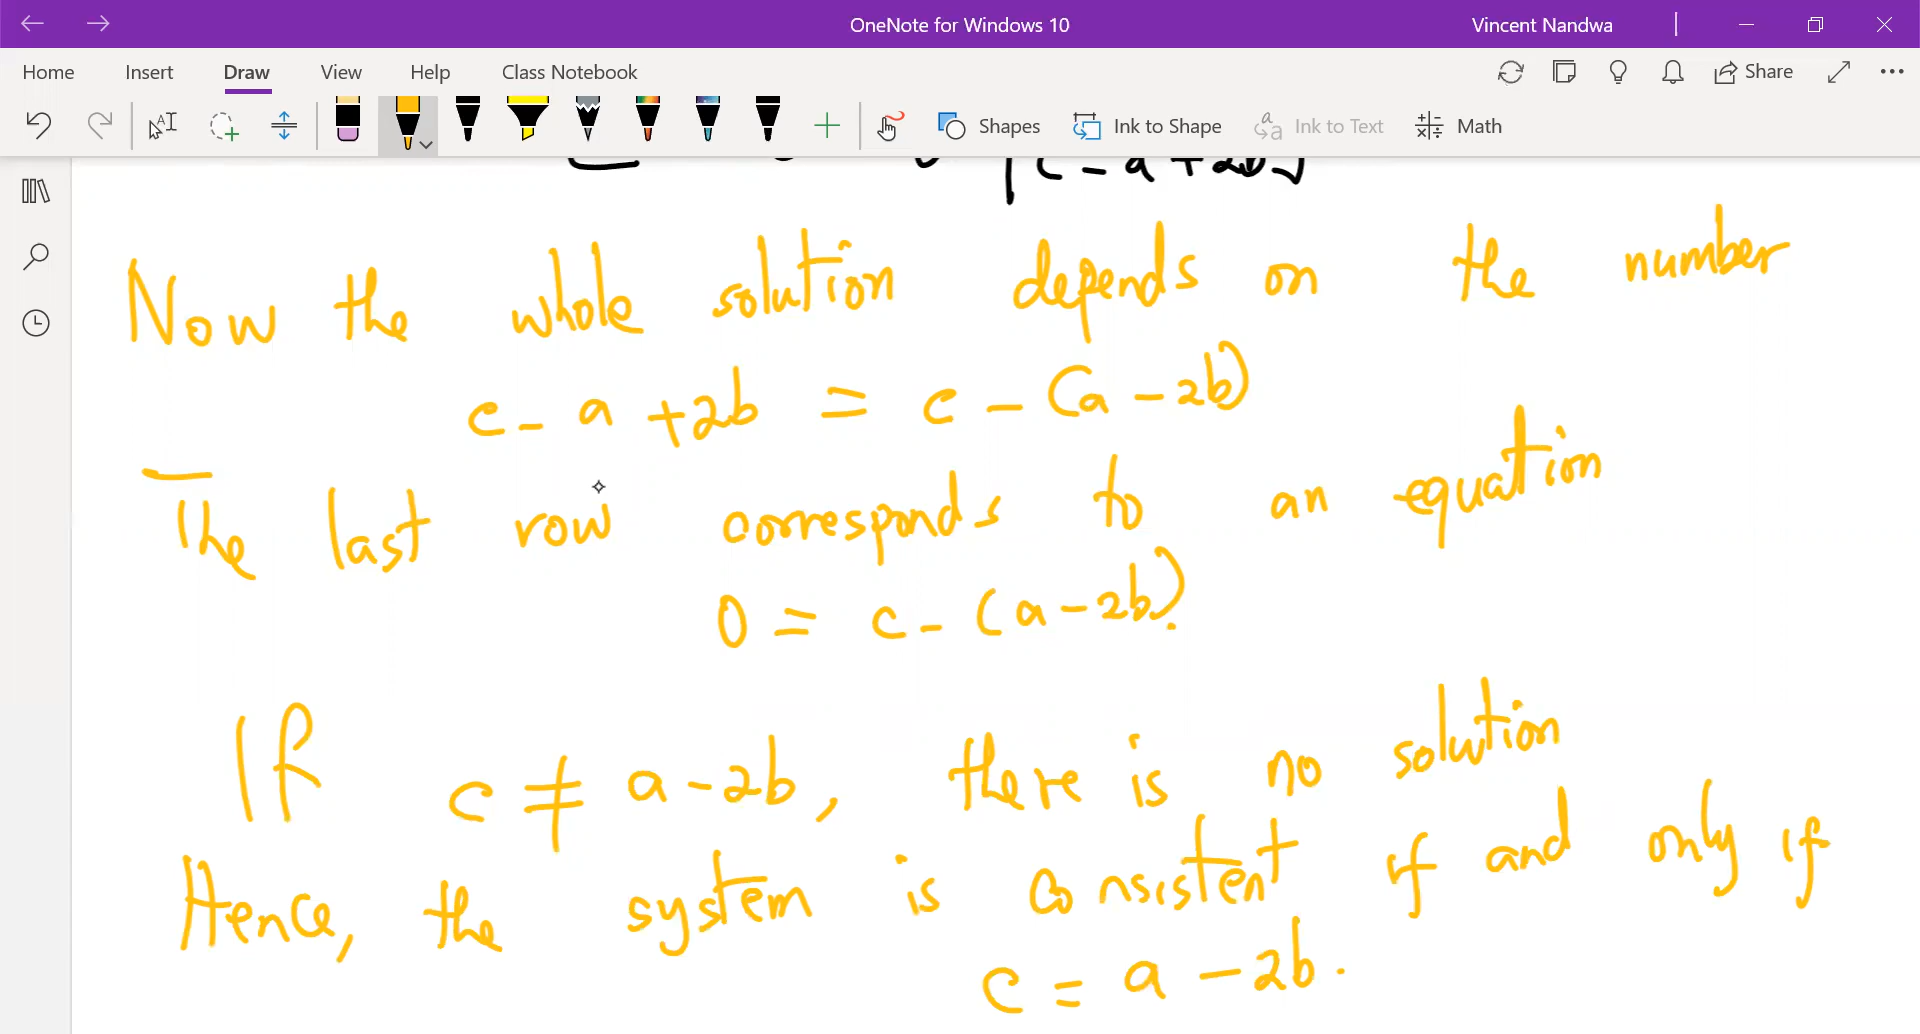 OneNote for Windows 10
Vincent Nandwa
Home Insert Draw View Help Class Notebook Share
Shapes Ink to Shape Ink to Text Math
c - a + 2b]
Now the whole solution depends on the number
c - a + 2b = c - (a - 2b)
The last row corresponds to an equation
0 = c - (a - 2b).
If c ≠ a - 2b, there is no solution
Hence, the system is consistent if and only if
c = a - 2b.